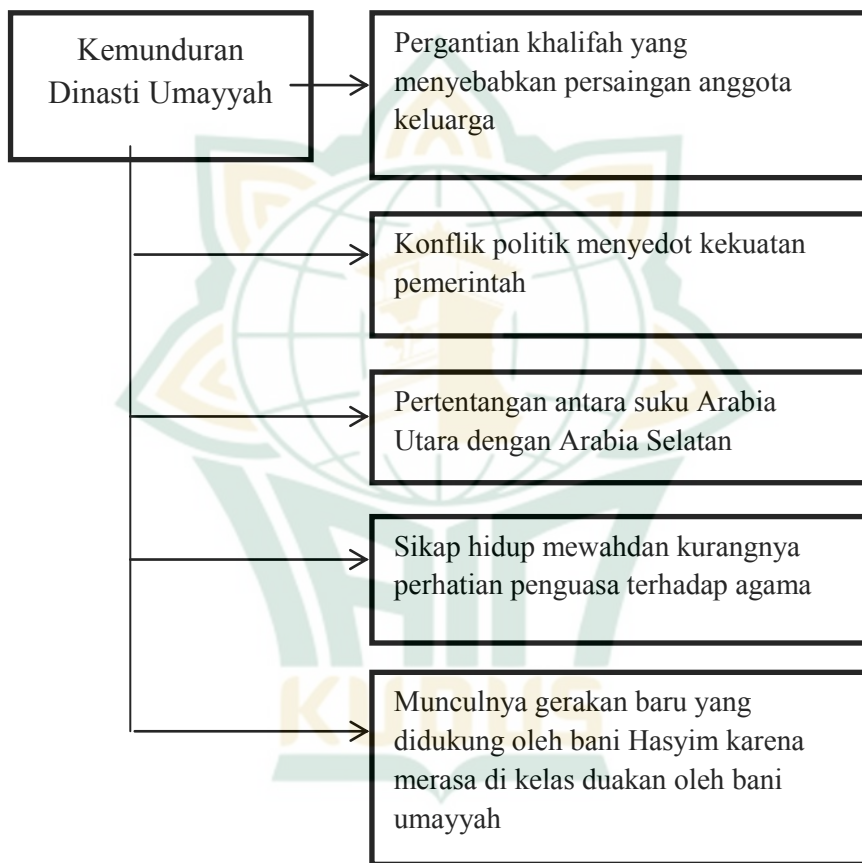 Kemunduran
Dinasti Umayyah
Pergantian khalifah yang
menyebabkan persaingan anggota
keluarga
Konflik politik menyedot kekuatan
pemerintah
Pertentangan antara suku Arabia
Utara dengan Arabia Selatan
Sikap hidup mewahdan kurangnya
perhatian penguasa terhadap agama
Munculnya gerakan baru yang
didukung oleh bani Hasyim karena
merasa di kelas duakan oleh bani
umayyah
IAIN
KUDUS